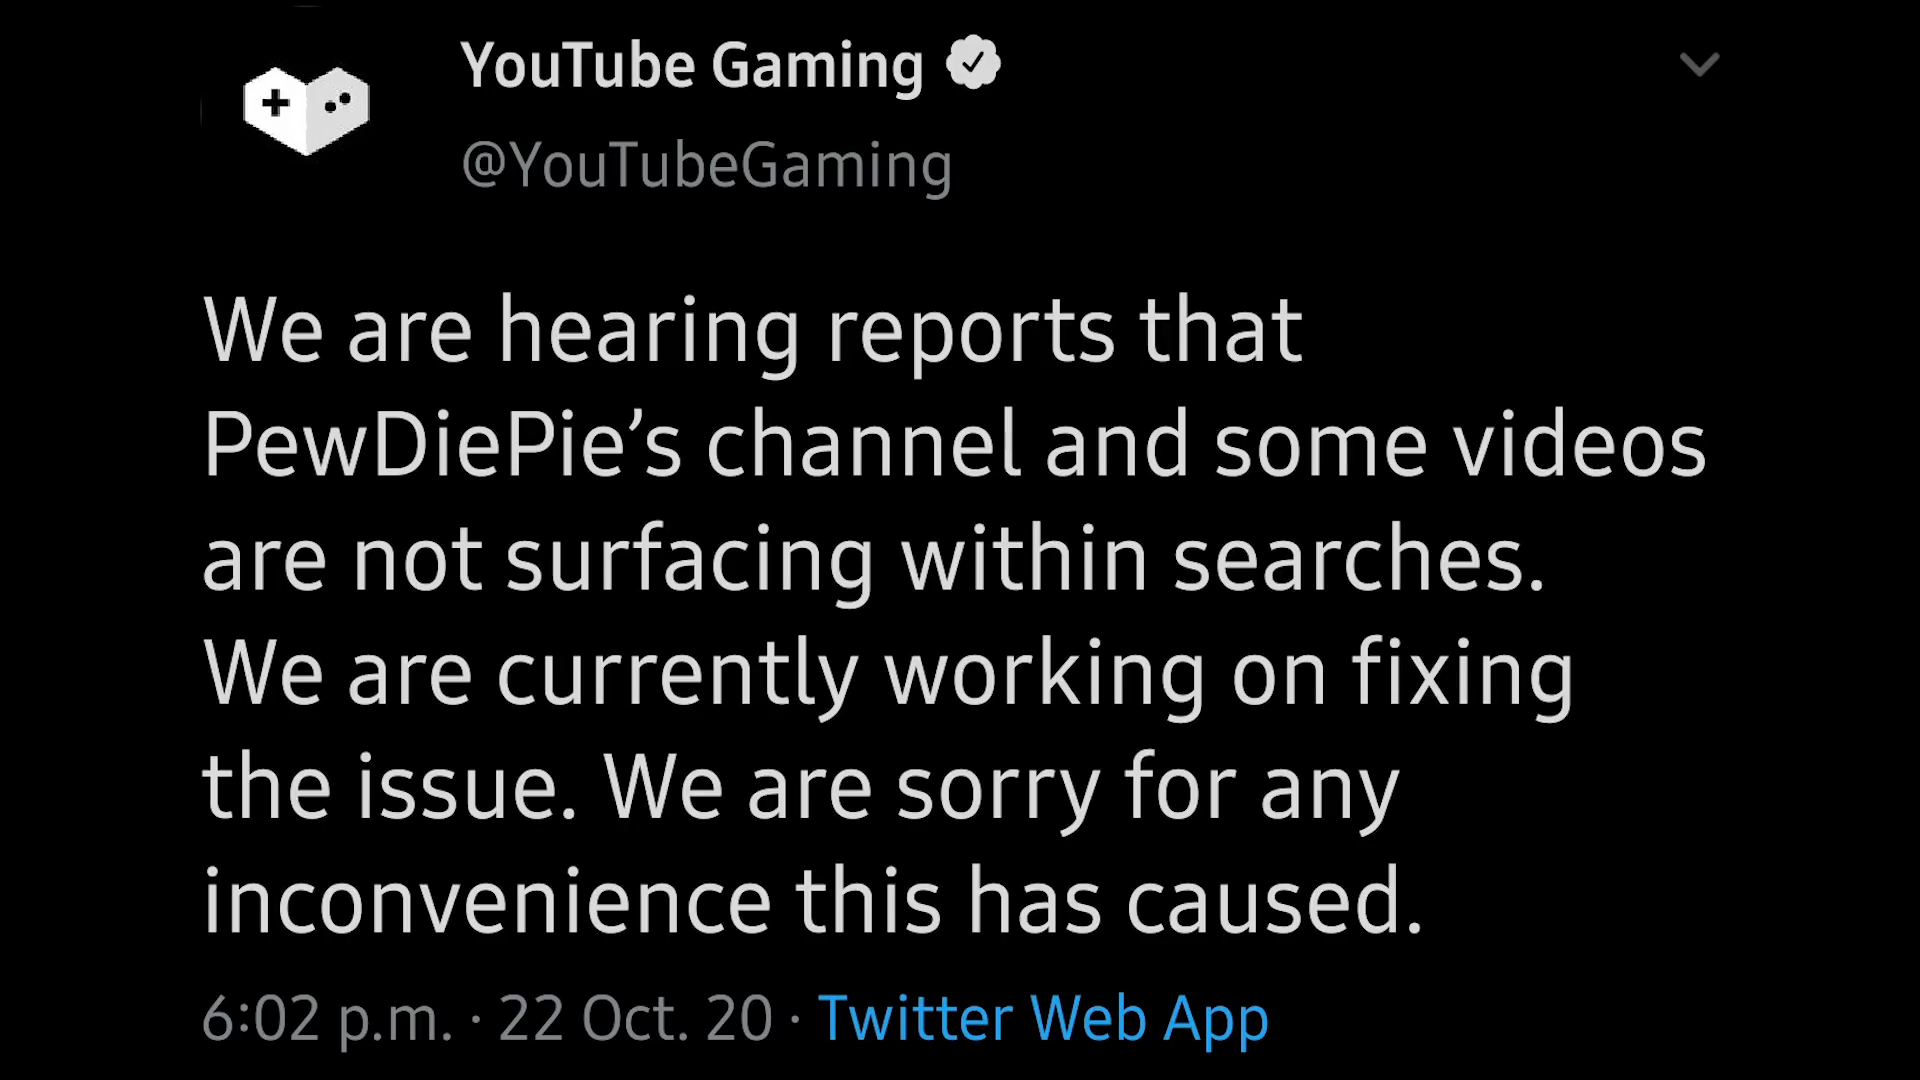 YouTube Gaming
@YouTubeGaming
We are hearing reports that
PewDiePie’s channel and some videos
are not surfacing within searches.
We are currently working on fixing
the issue. We are sorry for any
inconvenience this has caused.
6:02 p.m. · 22 Oct. 20 · Twitter Web App